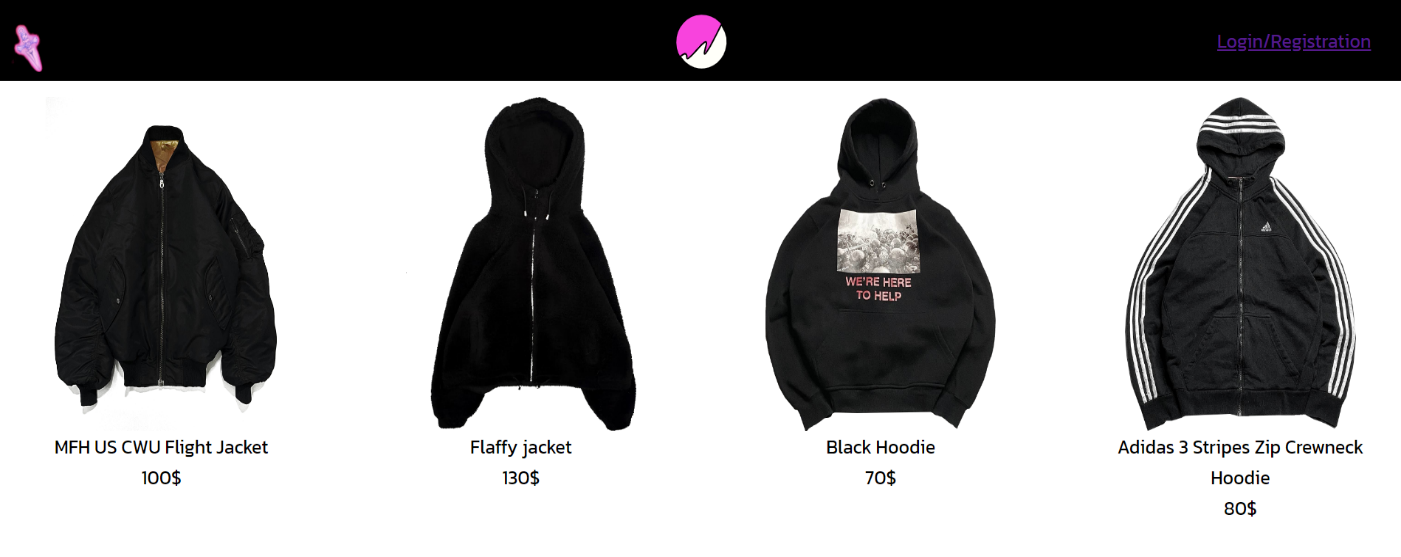 Login/Registration
WE'RE HERE
TO HELP
MFH US CWU Flight Jacket
100$
Flaffy jacket
130$
Black Hoodie
70$
Adidas 3 Stripes Zip Crewneck
Hoodie
80$